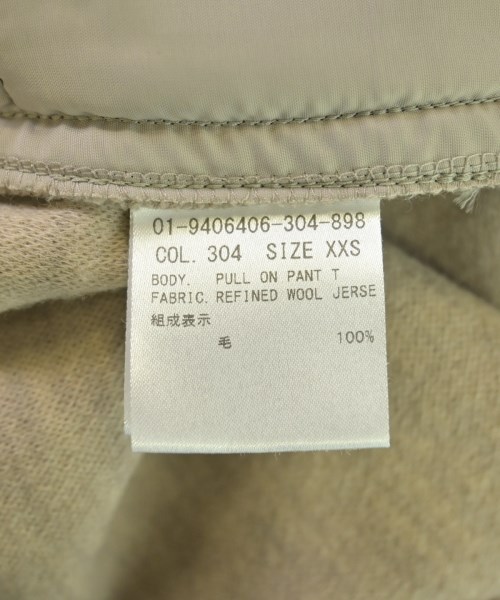 01-9406406-304-898
COL. 304 SIZE XXS
BODY. PULL ON PANT T
FABRIC. REFINED WOOL JERSE
組成表示
毛 100%